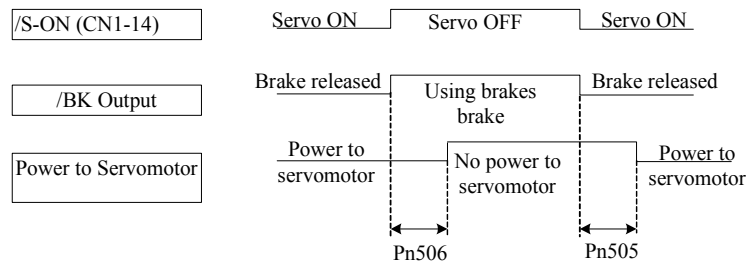 /S-ON (CN1-14)
Servo ON
Servo OFF
Servo ON
/BK Output
Brake released
Using brakes
brake
Brake released
Power to Servomotor
Power to
servomotor
No power to
servomotor
Power to
servomotor
Pn506
Pn505